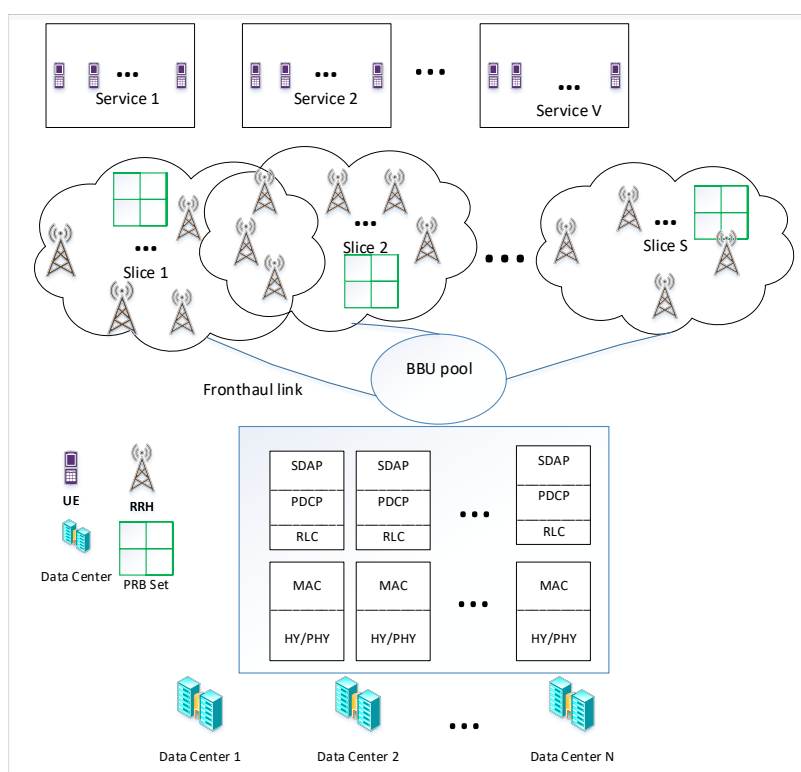 Service 1
Service 2
Service V
Slice 1
Slice 2
Slice S
BBU pool
Fronthaul link
SDAP
SDAP
SDAP
PDCP
PDCP
PDCP
RLC
RLC
RLC
UE
RRH
Data Center
PRB Set
MAC
MAC
MAC
HY/PHY
HY/PHY
HY/PHY
Data Center 1
Data Center 2
Data Center N